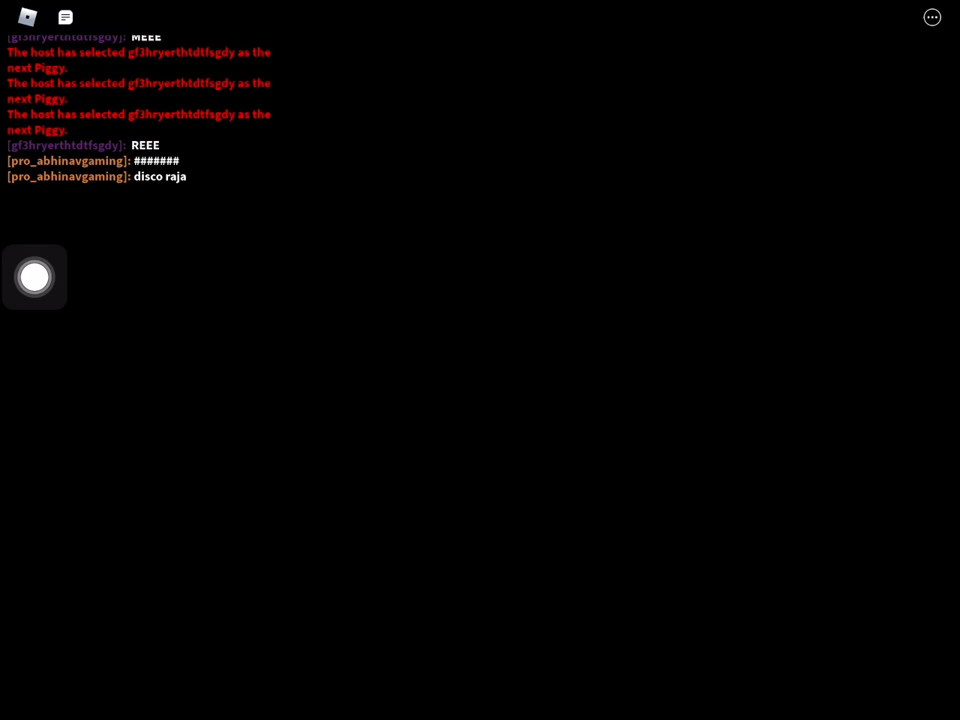 [gf3hryerthtdtfsgdy]: MEEE
The host has selected gf3hryerthtdtfsgdy as the
next Piggy.
The host has selected gf3hryerthtdtfsgdy as the
next Piggy.
The host has selected gf3hryerthtdtfsgdy as the
next Piggy.
[gf3hryerthtdtfsgdy]: REEE
[pro_abhinavgaming]: #######
[pro_abhinavgaming]: disco raja